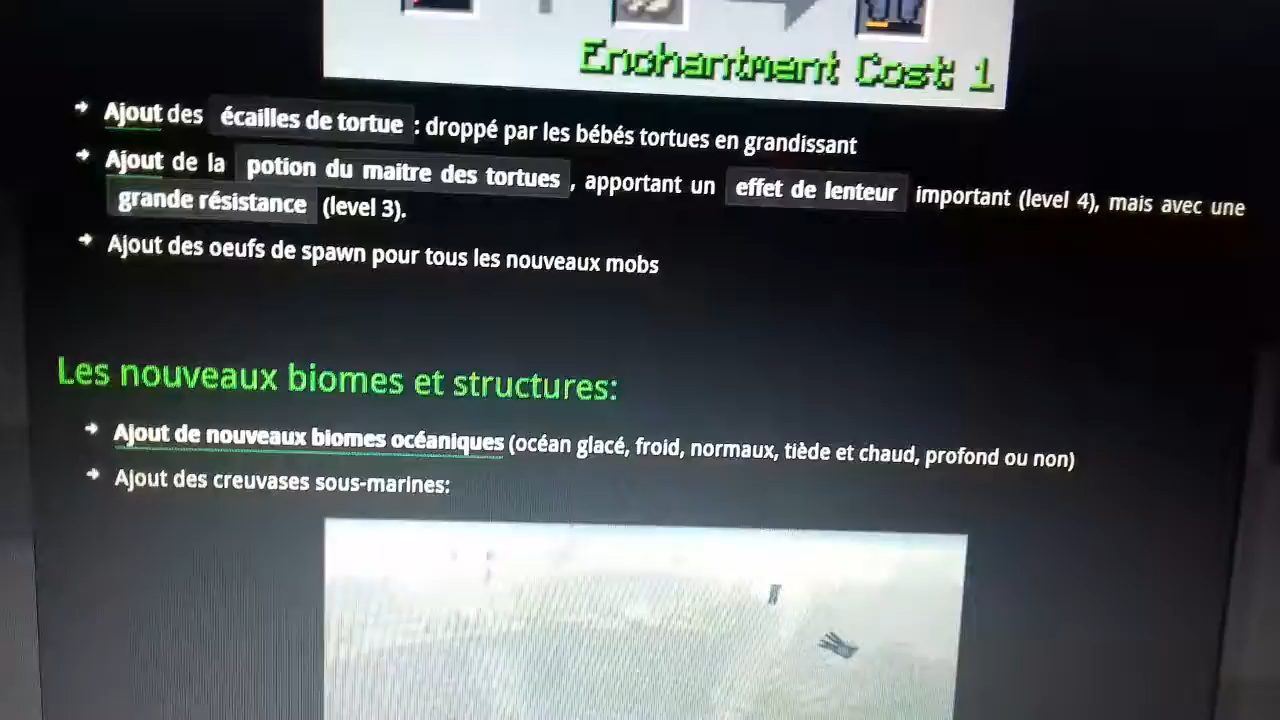 Enchantment Cost: 1
Ajout des écailles de tortue : droppé par les bébés tortues en grandissant
Ajout de la potion du maitre des tortues , apportant un effet de lenteur important (level 4), mais avec une
grande résistance (level 3).
Ajout des oeufs de spawn pour tous les nouveaux mobs
Les nouveaux biomes et structures:
Ajout de nouveaux biomes océaniques (océan glacé, froid, normaux, tiède et chaud, profond ou non)
Ajout des creuvases sous-marines: